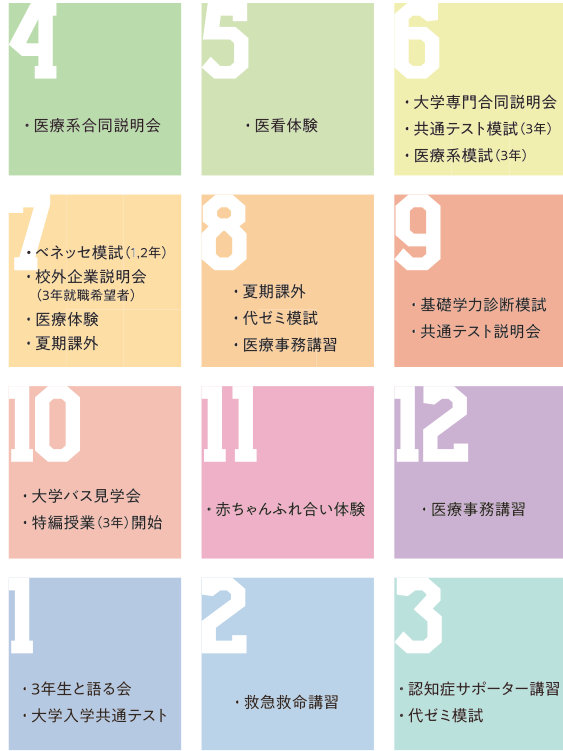 4
・医療系合同説明会
5
・医看体験
6
・大学専門合同説明会
・共通テスト模試（3年）
・医療系模試（3年）
7
・ベネッセ模試（1,2年）
・校外企業説明会
（3年就職希望者）
・医療体験
・夏期課外
8
・夏期課外
・代ゼミ模試
・医療事務講習
9
・基礎学力診断模試
・共通テスト説明会
10
・大学バス見学会
・特編授業（3年）開始
11
・赤ちゃんふれ合い体験
12
・医療事務講習
1
・3年生と語る会
・大学入学共通テスト
2
・救急救命講習
3
・認知症サポーター講習
・代ゼミ模試